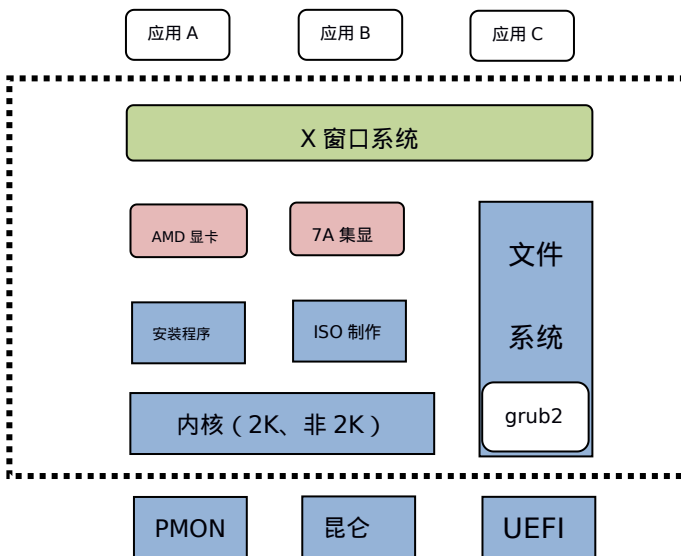 应用 A
应用 B
应用 C
X 窗口系统
AMD 显卡
7A 集显
文件
系统
安装程序
ISO 制作
内核（2K、非 2K）
grub2
PMON
昆仑
UEFI